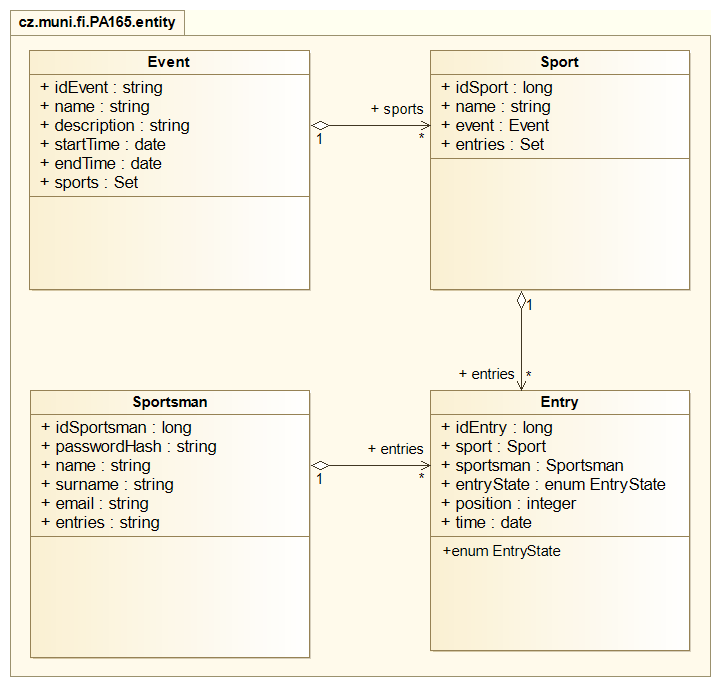 cz.muni.fi.PA165.entity
Event
+ idEvent : string
+ name : string
+ description : string
+ startTime : date
+ endTime : date
+ sports : Set
+ sports
1
*
Sport
+ idSport : long
+ name : string
+ event : Event
+ entries : Set
1
+ entries
*
Sportsman
+ idSportsman : long
+ passwordHash : string
+ name : string
+ surname : string
+ email : string
+ entries : string
+ entries
1
*
Entry
+ idEntry : long
+ sport : Sport
+ sportsman : Sportsman
+ entryState : enum EntryState
+ position : integer
+ time : date
+enum EntryState